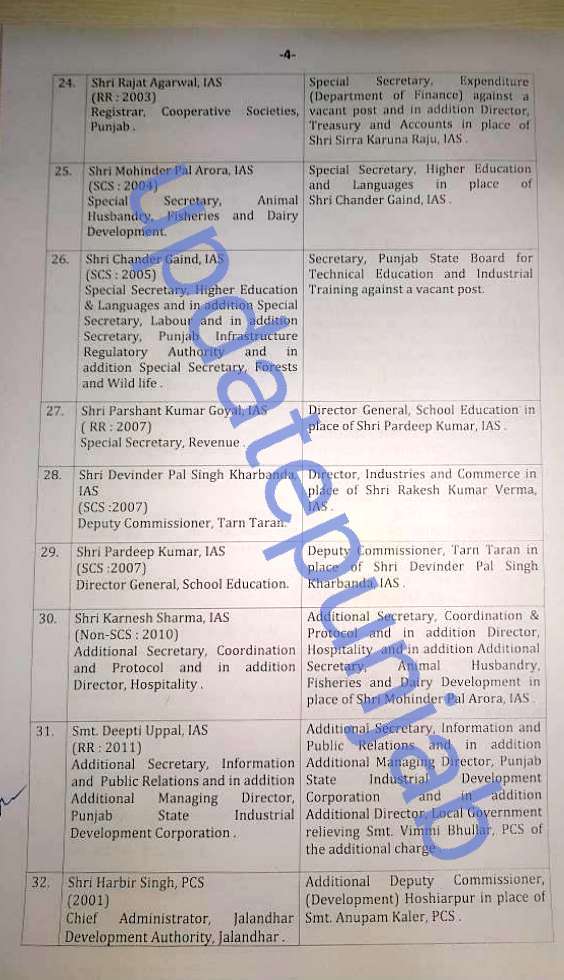 -4-
24. Shri Rajat Agarwal, IAS
(RR : 2003)
Registrar, Cooperative Societies,
Punjab .
Special Secretary, Expenditure
(Department of Finance) against a
vacant post and in addition Director,
Treasury and Accounts in place of
Shri Sirra Karuna Raju, IAS .
25. Shri Mohinder Pal Arora, IAS
(SCS : 2004)
Special Secretary, Animal
Husbandry, Fisheries and Dairy
Development.
Special Secretary, Higher Education
and Languages in place of
Shri Chander Gaind, IAS .
26. Shri Chander Gaind, IAS
(SCS : 2005)
Special Secretary, Higher Education
& Languages and in addition Special
Secretary, Labour and in addition
Secretary, Punjab Infrastructure
Regulatory Authority and in
addition Special Secretary, Forests
and Wild life .
Secretary, Punjab State Board for
Technical Education and Industrial
Training against a vacant post.
27. Shri Parshant Kumar Goyal, IAS
( RR : 2007)
Special Secretary, Revenue .
Director General, School Education in
place of Shri Pardeep Kumar, IAS .
28. Shri Devinder Pal Singh Kharbanda,
IAS
(SCS :2007)
Deputy Commissioner, Tarn Taran.
Director, Industries and Commerce in
place of Shri Rakesh Kumar Verma,
IAS .
29. Shri Pardeep Kumar, IAS
(SCS :2007)
Director General, School Education.
Deputy Commissioner, Tarn Taran in
place of Shri Devinder Pal Singh
Kharbanda, IAS .
30. Shri Karnesh Sharma, IAS
(Non-SCS : 2010)
Additional Secretary, Coordination
and Protocol and in addition
Director, Hospitality .
Additional Secretary, Coordination &
Protocol and in addition Director,
Hospitality and in addition Additional
Secretary, Animal Husbandry,
Fisheries and Dairy Development in
place of Shri Mohinder Pal Arora, IAS .
31. Smt. Deepti Uppal, IAS
(RR : 2011)
Additional Secretary, Information
and Public Relations and in addition
Additional Managing Director,
Punjab State Industrial
Development Corporation .
Additional Secretary, Information and
Public Relations and in addition
Additional Managing Director, Punjab
State Industrial Development
Corporation and in addition
Additional Director, Local Government
relieving Smt. Vimmi Bhullar, PCS of
the additional charge
32. Shri Harbir Singh, PCS
(2001)
Chief Administrator, Jalandhar
Development Authority, Jalandhar .
Additional Deputy Commissioner,
(Development) Hoshiarpur in place of
Smt. Anupam Kaler, PCS .
updatepunjab